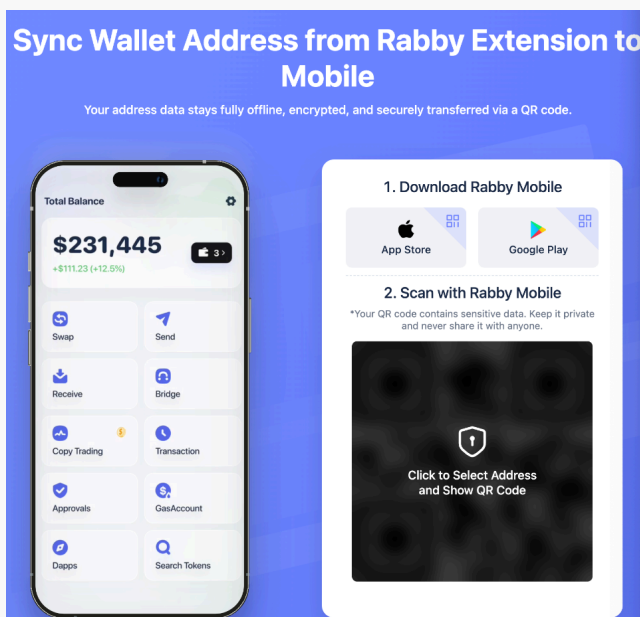 Sync Wallet Address from Rabby Extension to
Mobile
Your address data stays fully offline, encrypted, and securely transferred via a QR code.
Total Balance
$231,445
+$111.23 (+12.5%)
3
Swap
Send
Receive
Bridge
Copy Trading
Transaction
Approvals
GasAccount
Dapps
Search Tokens
1. Download Rabby Mobile
App Store
Google Play
2. Scan with Rabby Mobile
*Your QR code contains sensitive data. Keep it private
and never share it with anyone.
Click to Select Address
and Show QR Code